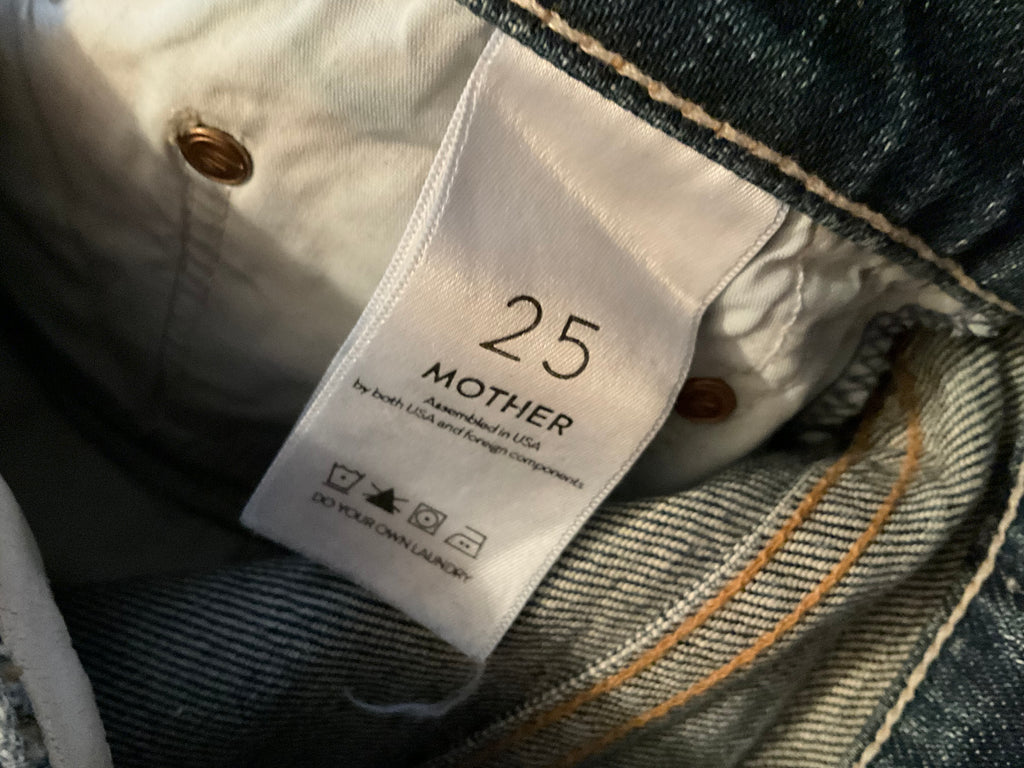 25
MOTHER
Assembled in USA
by both USA and foreign components
DO YOUR OWN LAUNDRY